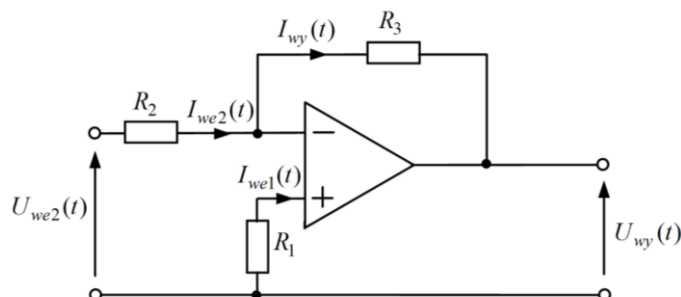 I_wy(t)
R_3
R_2
I_we2(t)
−
I_we1(t)
+
U_we2(t)
R_1
U_wy(t)